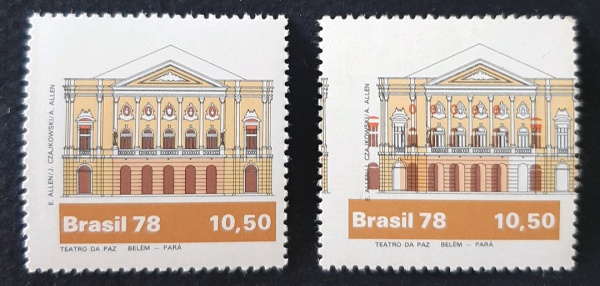 E. ALLEN/J. CZAJKOWSKI/A. ALLEN
Brasil 78 10,50
TEATRO DA PAZ BELÉM — PARÁ
E. ALLEN/J. CZAJKOWSKI/A. ALLEN
Brasil 78 10,50
TEATRO DA PAZ BELÉM — PARÁ